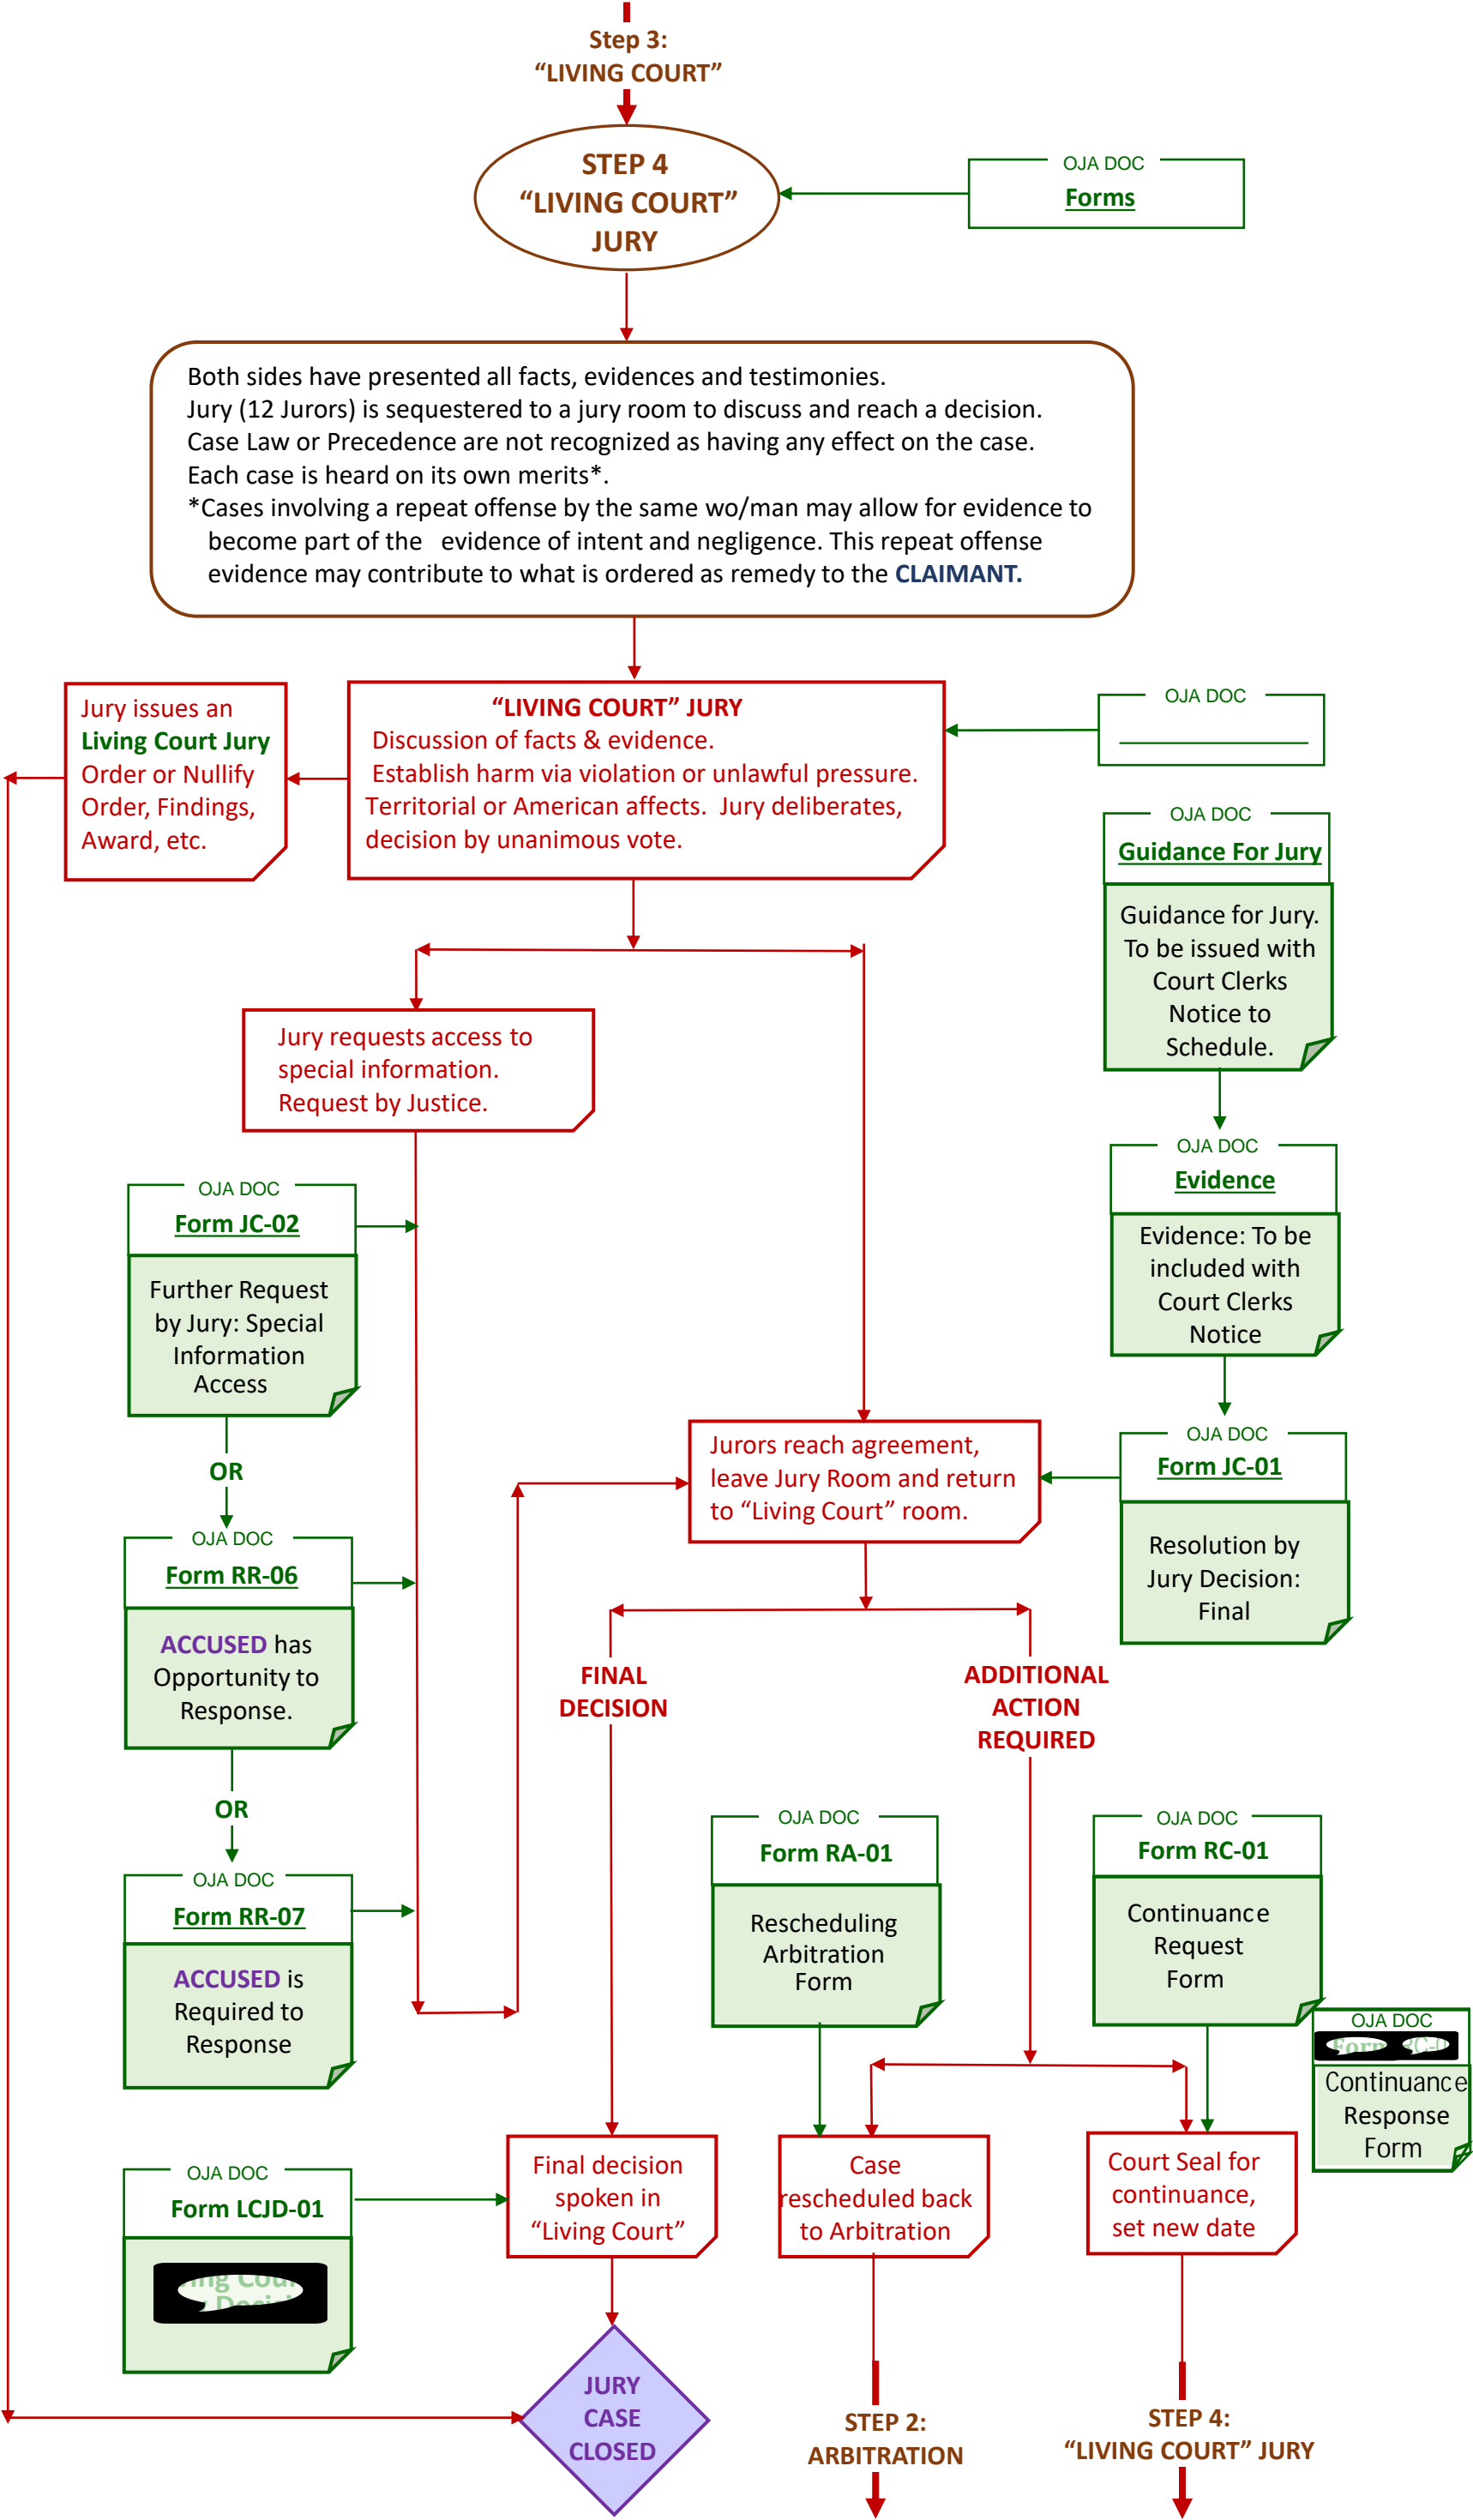 Step 3:
“LIVING COURT”
STEP 4
“LIVING COURT”
JURY
OJA DOC
Forms
Both sides have presented all facts, evidences and testimonies.
Jury (12 Jurors) is sequestered to a jury room to discuss and reach a decision.
Case Law or Precedence are not recognized as having any effect on the case.
Each case is heard on its own merits*.
*Cases involving a repeat offense by the same wo/man may allow for evidence to
become part of the evidence of intent and negligence. This repeat offense
evidence may contribute to what is ordered as remedy to the CLAIMANT.
Jury issues an
Living Court Jury
Order or Nullify
Order, Findings,
Award, etc.
“LIVING COURT” JURY
Discussion of facts & evidence.
Establish harm via violation or unlawful pressure.
Territorial or American affects. Jury deliberates,
decision by unanimous vote.
OJA DOC
OJA DOC
Guidance For Jury
Guidance for Jury.
To be issued with
Court Clerks
Notice to
Schedule.
Jury requests access to
special information.
Request by Justice.
OJA DOC
Evidence
Evidence: To be
included with
Court Clerks
Notice
OJA DOC
Form JC-02
Further Request
by Jury: Special
Information
Access
OR
Jurors reach agreement,
leave Jury Room and return
to “Living Court” room.
OJA DOC
Form JC-01
Resolution by
Jury Decision:
Final
OJA DOC
Form RR-06
ACCUSED has
Opportunity to
Response.
OR
FINAL
DECISION
ADDITIONAL
ACTION
REQUIRED
OJA DOC
Form RR-07
ACCUSED is
Required to
Response
OJA DOC
Form RA-01
Rescheduling
Arbitration
Form
OJA DOC
Form RC-01
Continuance
Request
Form
OJA DOC
Form
Continuance
Response
Form
OJA DOC
Form LCJD-01
Final decision
spoken in
“Living Court”
Case
rescheduled back
to Arbitration
Court Seal for
continuance,
set new date
JURY
CASE
CLOSED
STEP 2:
ARBITRATION
STEP 4:
“LIVING COURT” JURY